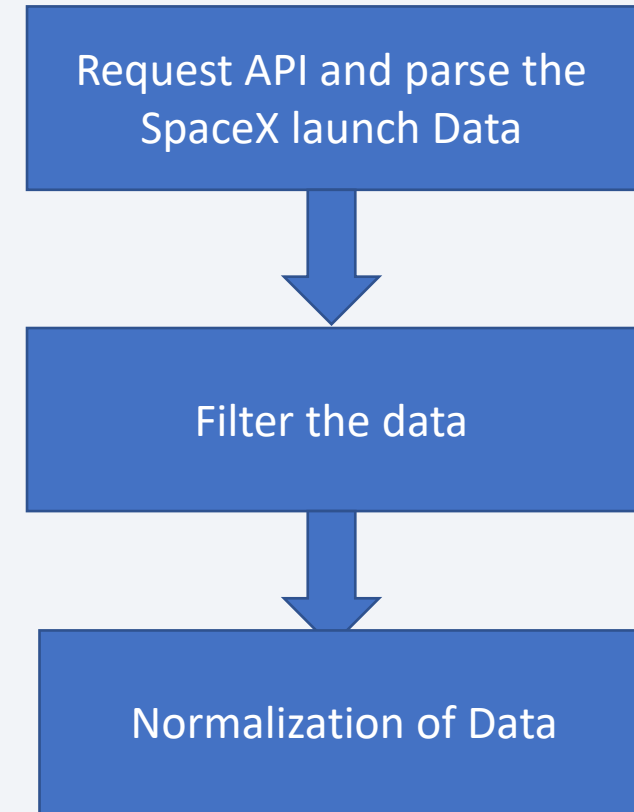 Request API and parse the
SpaceX launch Data
Filter the data
Normalization of Data